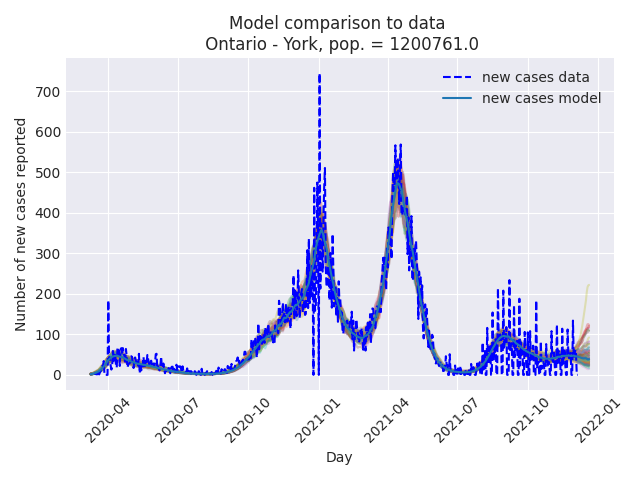 Model comparison to data
Ontario - York, pop. = 1200761.0
new cases data
new cases model
Number of new cases reported
700
600
500
400
300
200
100
0
2020-04
2020-07
2020-10
2021-01
2021-04
2021-07
2021-10
2022-01
Day